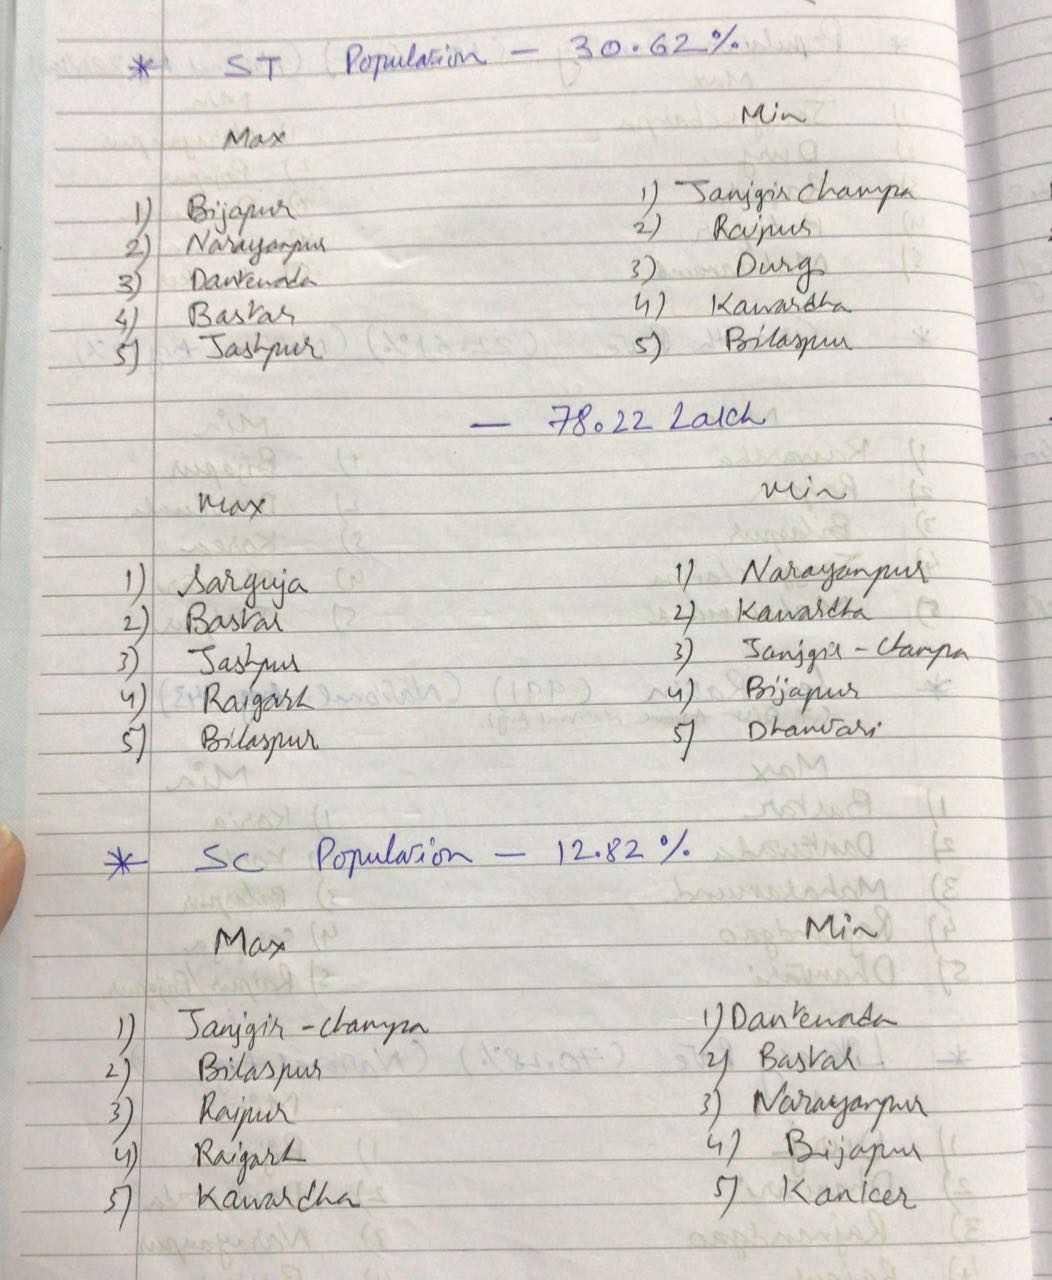 * ST Population - 30.62%
Max Min
1) Bijapur 1) Janjgir Champa
2) Narayanpur 2) Raipur
3) Dantewada 3) Durg
4) Bastar 4) Kawardha
5) Jashpur 5) Bilaspur
- 78.22 Lakh
Max Min
1) Sarguja 1) Narayanpur
2) Bastar 2) Kawardha
3) Jashpur 3) Janjgir - Champa
4) Raigarh 4) Bijapur
5) Bilaspur 5) Dhamtari
* SC Population - 12.82 %
Max Min
1) Janjgir - Champa 1) Dantewada
2) Bilaspur 2) Bastar
3) Raipur 3) Narayanpur
4) Raigarh 4) Bijapur
5) Kawardha 5) Kanker